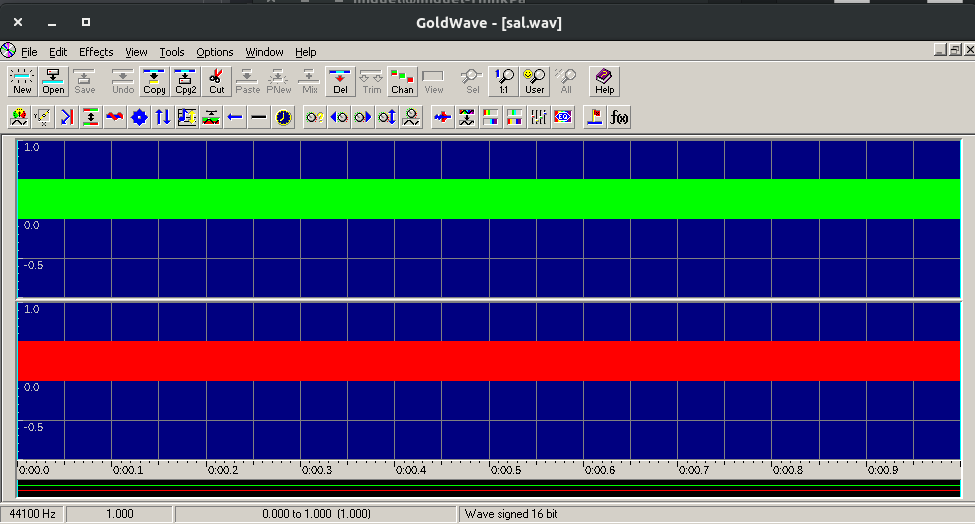 GoldWave - [sal.wav]
File Edit Effects View Tools Options Window Help
New Open Save Undo Copy Cpy2 Cut Paste PNew Mix Del Trim Chan View Sel 1:1 User All Help
f(x)
1.0
0.0
-0.5
1.0
0.0
-0.5
0:00.0 0:00.1 0:00.2 0:00.3 0:00.4 0:00.5 0:00.6 0:00.7 0:00.8 0:00.9
44100 Hz 1.000 0.000 to 1.000 (1.000) Wave signed 16 bit